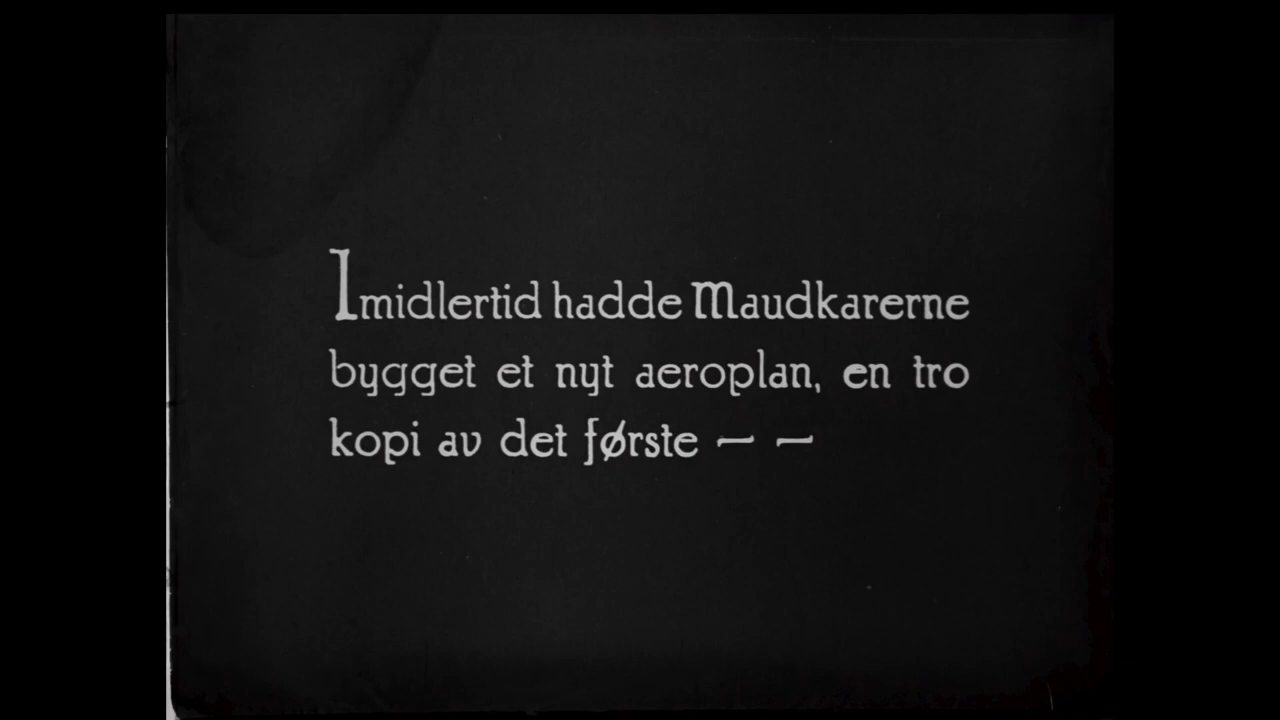 Imidlertid hadde Maudkarerne
bygget et nyt aeroplan, en tro
kopi av det første — —